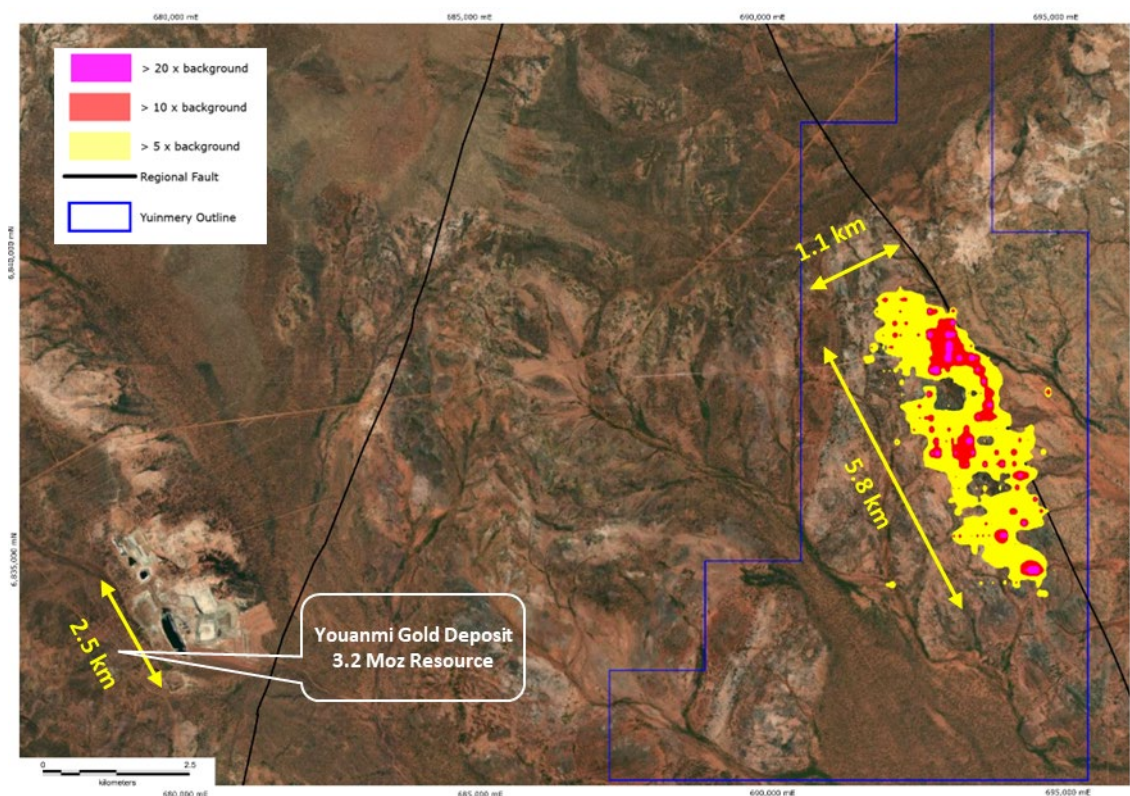 680,000 mE
685,000 mE
690,000 mE
695,000 mE
> 20 x background
> 10 x background
> 5 x background
Regional Fault
Yuinmery Outline
6,840,000 mN
6,835,000 mN
1.1 km
5.8 km
2.5 km
Youanmi Gold Deposit
3.2 Moz Resource
0
2.5
kilometers
680,000 mE
685,000 mE
690,000 mE
695,000 mE